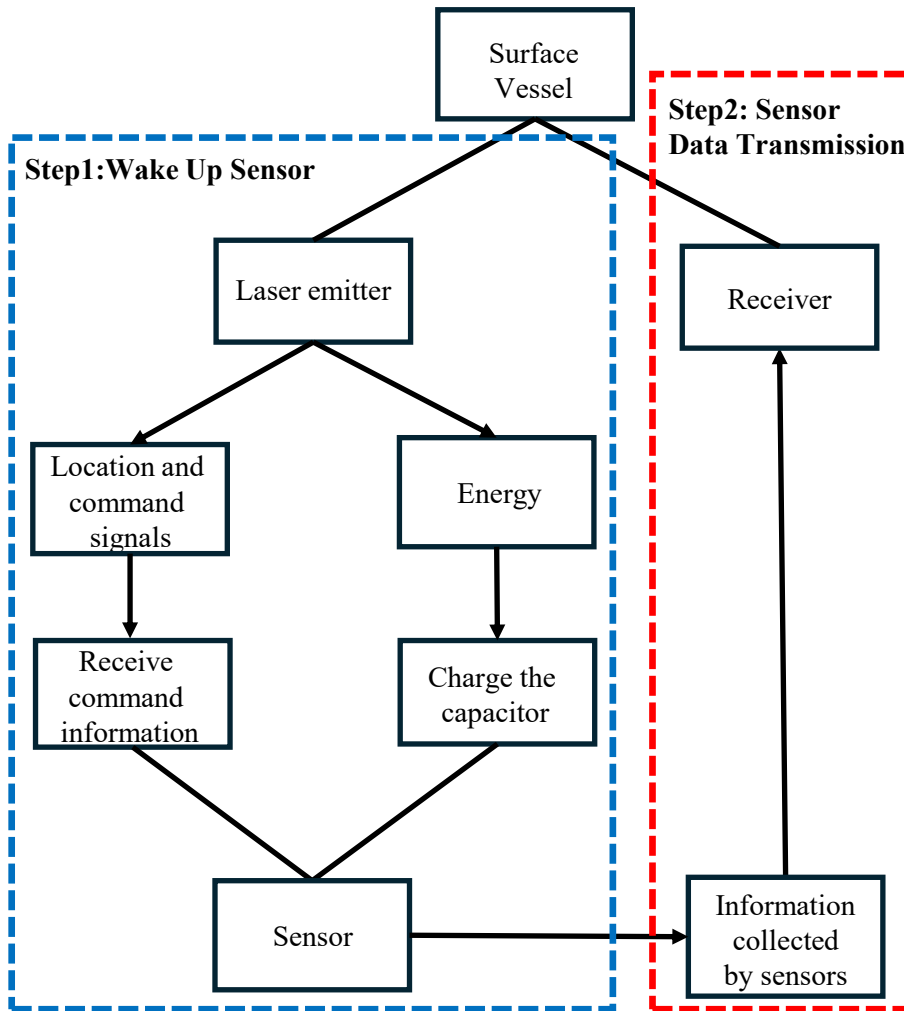 Surface
Vessel
Step2: Sensor
Data Transmission
Step1:Wake Up Sensor
Laser emitter
Receiver
Location and
command
signals
Energy
Receive
command
information
Charge the
capacitor
Sensor
Information
collected
by sensors